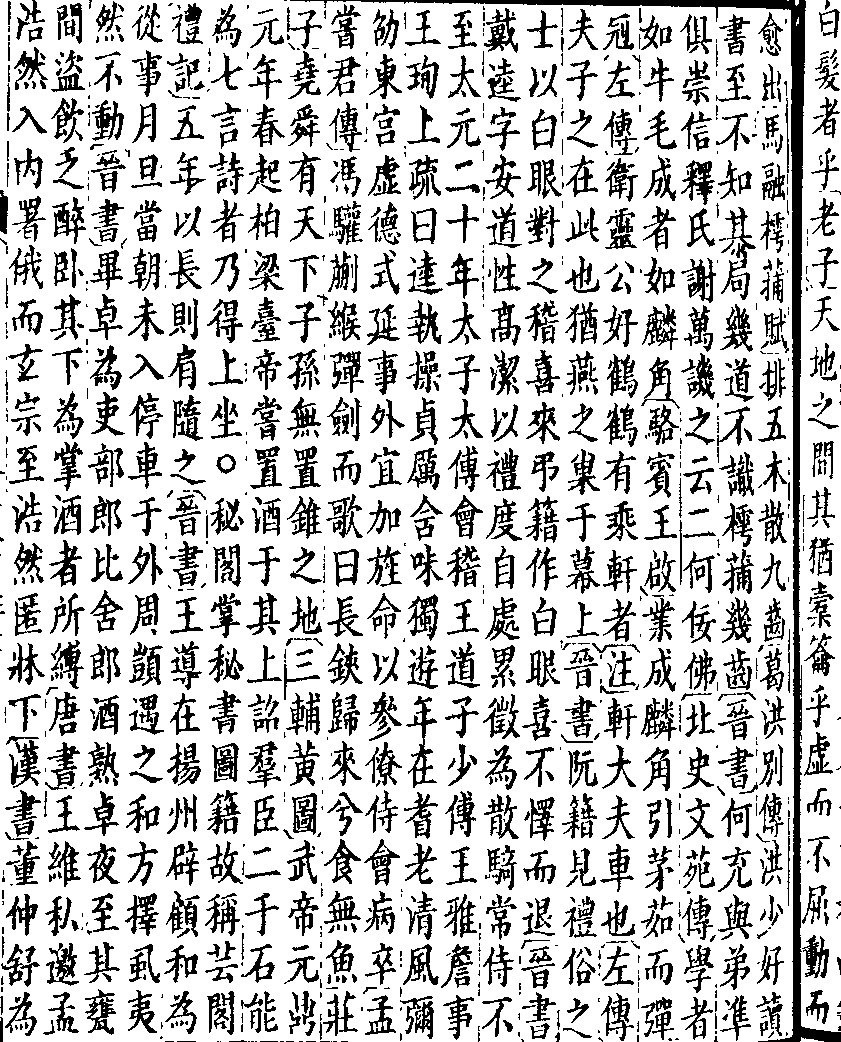 白髮者乎老子天地之間其猶橐籥乎虛而不屈動而
愈出馬融樗蒱賦排五木散九齒葛洪別傳洪少好讀
書至不知棊局幾道不識樗蒱幾齒晉書何充與弟準
俱崇信釋氏謝萬譏之云二何佞佛北史文苑傳學者
如牛毛成者如麟角駱賓王啟業成麟角引茅茹而彈
冠左傳衛靈公好鶴鶴有乘軒者注軒大夫車也左傳
夫子之在此也猶燕之巢于幕上晉書阮籍見禮俗之
士以白眼對之嵇喜來弔籍作白眼喜不懌而退晉書
戴逵字安道性高潔以禮度自處累徵為散騎常侍不
至太元二十年太子太傅會稽王道子少傅王雅詹事
王珣上疏曰逵執操貞厲含味獨遊年在耆老清風彌
劭東宮虛德式延事外宜加旌命以參僚侍會病卒孟
嘗君傳馮驩蒯緱彈劍而歌曰長鋏歸來兮食無魚莊
子堯舜有天下子孫無置錐之地三輔黃圖武帝元鼎
元年春起柏梁臺帝嘗置酒于其上詔羣臣二千石能
為七言詩者乃得上坐○秘閣掌秘書圖籍故稱芸閣
禮記五年以長則肩隨之晉書王導在揚州辟顧和為
從事月旦當朝未入停車于外周顗遇之和方擇虱夷
然不動晉書畢卓為吏部郎比舍郎酒熟卓夜至其甕
間盜飲之醉臥其下為掌酒者所縛唐書王維私邀孟
浩然入內署俄而玄宗至浩然匿牀下漢書董仲舒為